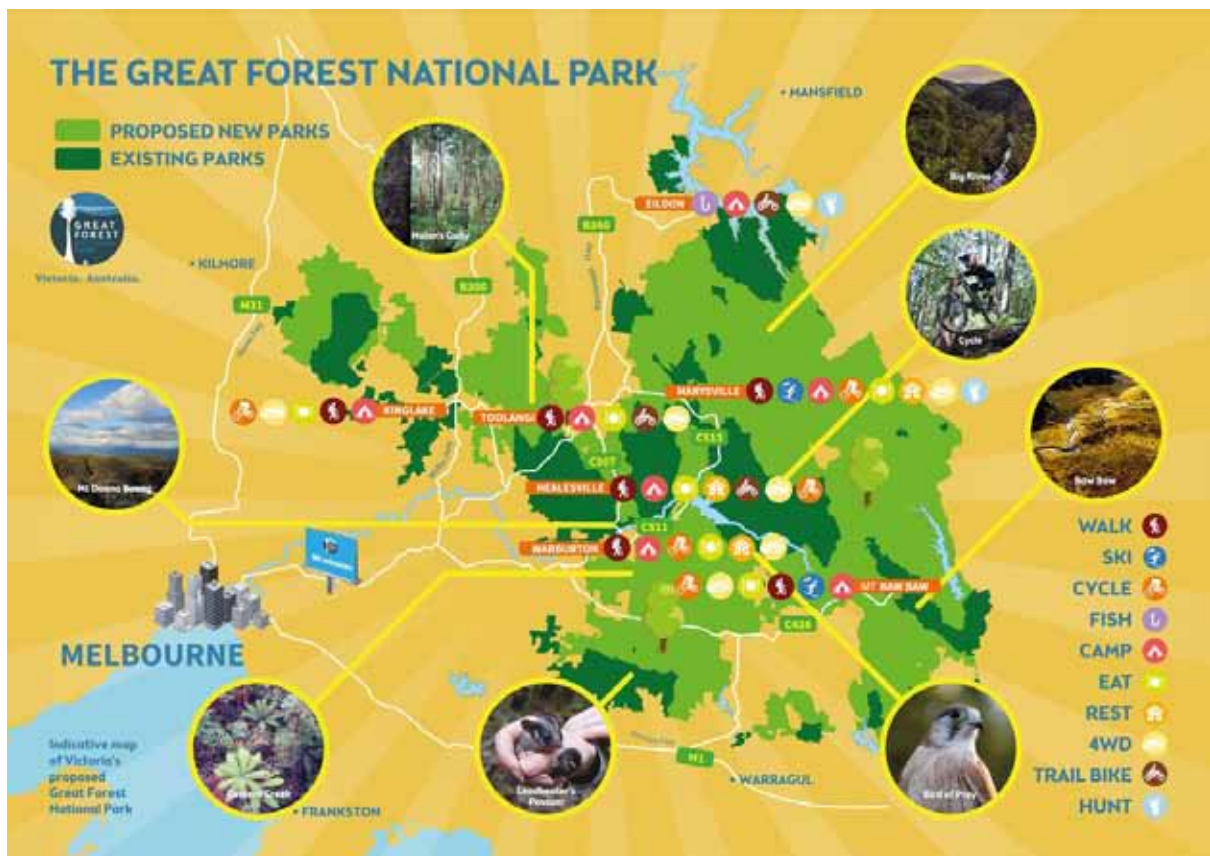 THE GREAT FOREST NATIONAL PARK
PROPOSED NEW PARKS
EXISTING PARKS
GREAT
FOREST
Victoria. Australia.
MANSFIELD
Big River
EILDON
B360
KILMORE
B300
M31
Cycle
MARYSVILLE
KINGLAKE
TOOLANGI
C513
C507
HEALESVILLE
C511
WARBURTON
MT BAW BAW
Baw Baw
Mt Donna Buang
C426
MELBOURNE
WALK
SKI
CYCLE
FISH
CAMP
EAT
REST
4WD
TRAIL BIKE
HUNT
Indicative map
of Victoria's
proposed
Great Forest
National Park
FRANKSTON
Leadbeater's
Possum
M1
WARRAGUL
Bird of Prey